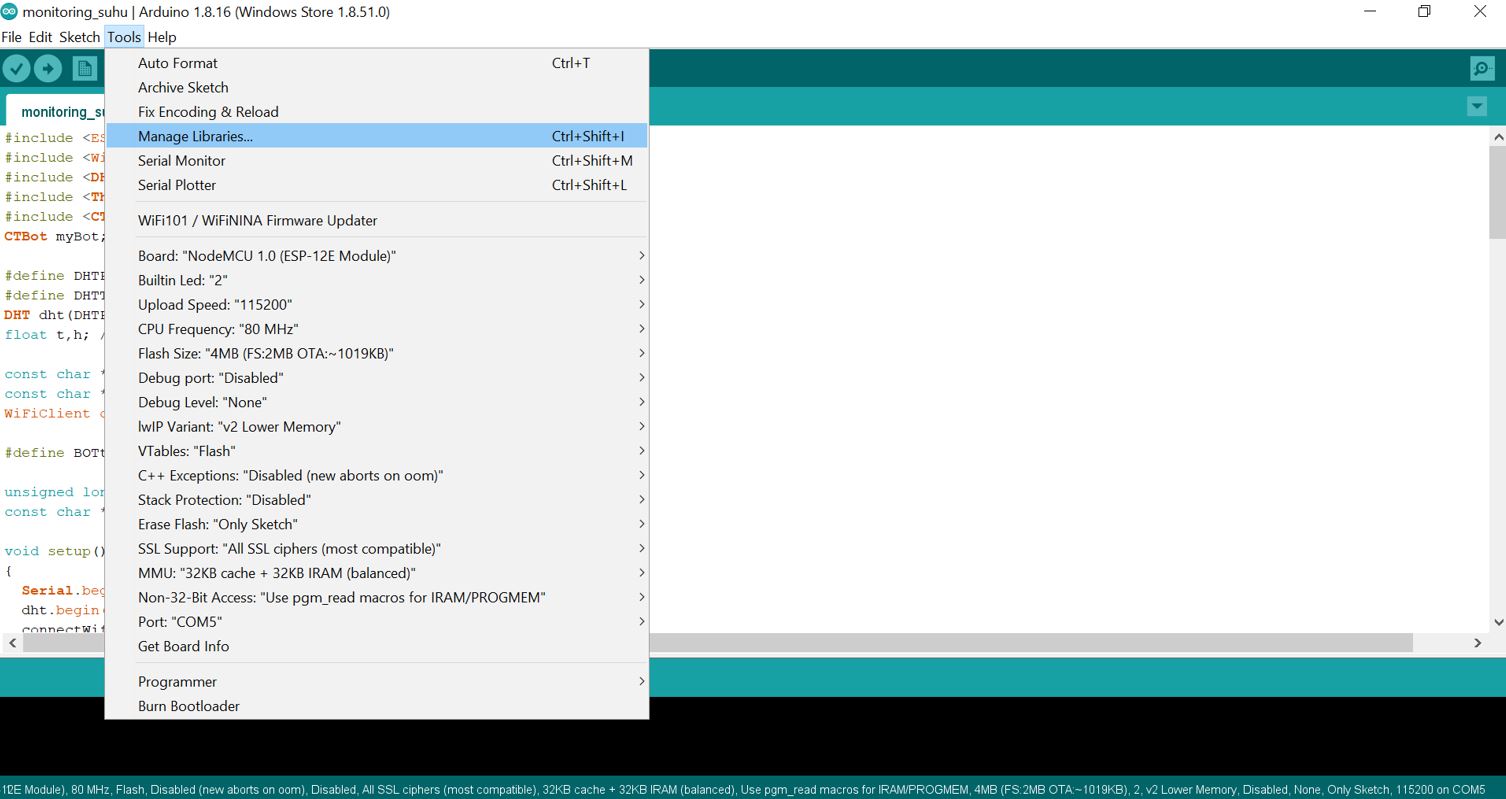 monitoring_suhu | Arduino 1.8.16 (Windows Store 1.8.51.0)
File Edit Sketch Tools Help
Auto Format Ctrl+T
Archive Sketch
Fix Encoding & Reload
Manage Libraries... Ctrl+Shift+I
Serial Monitor Ctrl+Shift+M
Serial Plotter Ctrl+Shift+L
WiFi101 / WiFiNINA Firmware Updater
Board: "NodeMCU 1.0 (ESP-12E Module)"
Builtin Led: "2"
Upload Speed: "115200"
CPU Frequency: "80 MHz"
Flash Size: "4MB (FS:2MB OTA:~1019KB)"
Debug port: "Disabled"
Debug Level: "None"
lwIP Variant: "v2 Lower Memory"
VTables: "Flash"
C++ Exceptions: "Disabled (new aborts on oom)"
Stack Protection: "Disabled"
Erase Flash: "Only Sketch"
SSL Support: "All SSL ciphers (most compatible)"
MMU: "32KB cache + 32KB IRAM (balanced)"
Non-32-Bit Access: "Use pgm_read macros for IRAM/PROGMEM"
Port: "COM5"
Get Board Info
Programmer
Burn Bootloader
monitoring_su
#include <ES
#include <Wi
#include <DH
#include <Th
#include <CT
CTBot myBot;
#define DHTP
#define DHTT
DHT dht(DHTP
float t,h; /
const char *
const char *
WiFiClient c
#define BOTt
unsigned lon
const char *
void setup()
{
Serial.beg
dht.begin(
connectWif
12E Module), 80 MHz, Flash, Disabled (new aborts on oom), Disabled, All SSL ciphers (most compatible), 32KB cache + 32KB IRAM (balanced), Use pgm_read macros for IRAM/PROGMEM, 4MB (FS:2MB OTA:~1019KB), 2, v2 Lower Memory, Disabled, None, Only Sketch, 115200 on COM5